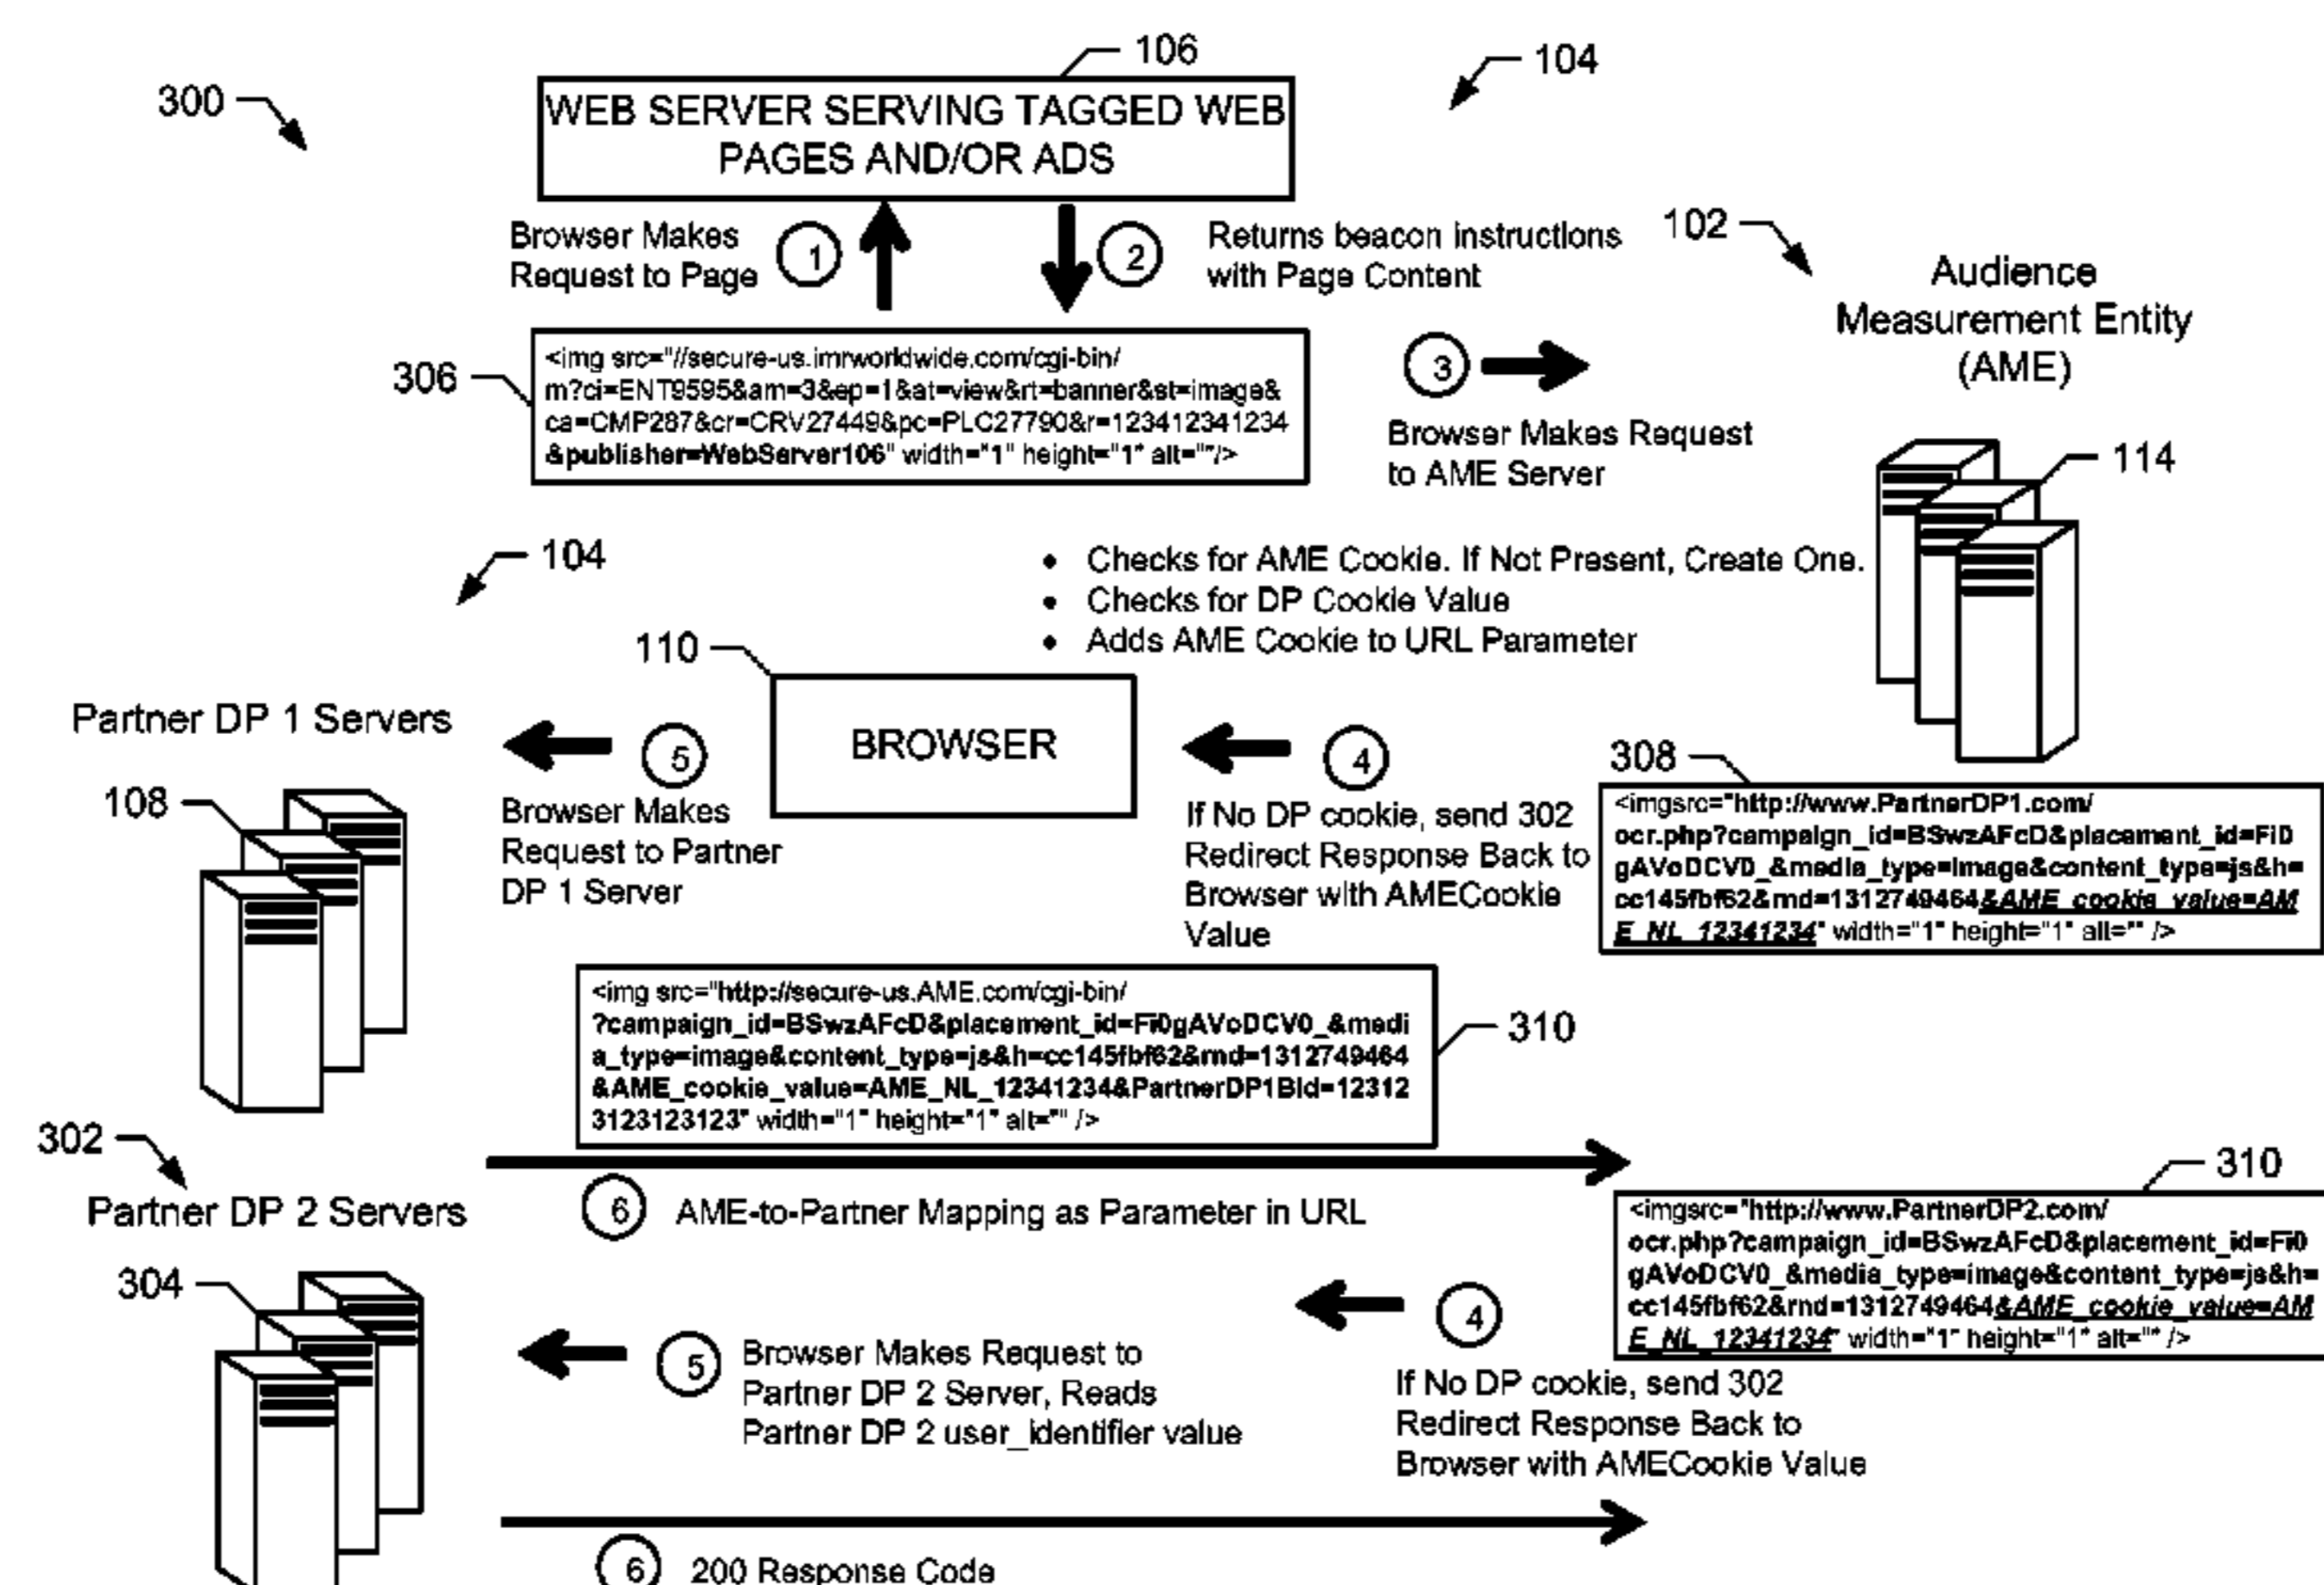 300
106
104
WEB SERVER SERVING TAGGED WEB
PAGES AND/OR ADS
Browser Makes
Request to Page
1
2
Returns beacon instructions
with Page Content
102
Audience
Measurement Entity
(AME)
306
<img src="//secure-us.imrworldwide.com/cgi-bin/
m?ci=ENT9595&am=3&ep=1&at=view&rt=banner&st=image&
ca=CMP287&cr=CRV27449&pc=PLC27790&r=123412341234
&publisher=WebServer106" width="1" height="1" alt=""/>
3
Browser Makes Request
to AME Server
114
104
• Checks for AME Cookie. If Not Present, Create One.
• Checks for DP Cookie Value
• Adds AME Cookie to URL Parameter
110
Partner DP 1 Servers
108
5
Browser Makes
Request to Partner
DP 1 Server
BROWSER
4
If No DP cookie, send 302
Redirect Response Back to
Browser with AMECookie
Value
308
<imgsrc="http://www.PartnerDP1.com/
ocr.php?campaign_id=BSwzAFcD&placement_id=Fi0
gAVoDCV0_&media_type=image&content_type=js&h=
cc145fbf62&rnd=1312749464&AME_cookie_value=AM
E_NL_12341234" width="1" height="1" alt="" />
<img src="http://secure-us.AME.com/cgi-bin/
?campaign_id=BSwzAFcD&placement_id=Fi0gAVoDCV0_&medi
a_type=image&content_type=js&h=cc145fbf62&rnd=1312749464
&AME_cookie_value=AME_NL_12341234&PartnerDP1BId=12312
3123123123" width="1" height="1" alt="" />
310
302
Partner DP 2 Servers
6
AME-to-Partner Mapping as Parameter in URL
310
<imgsrc="http://www.PartnerDP2.com/
ocr.php?campaign_id=BSwzAFcD&placement_id=Fi0
gAVoDCV0_&media_type=image&content_type=js&h=
cc145fbf62&rnd=1312749464&AME_cookie_value=AM
E_NL_12341234" width="1" height="1" alt="" />
304
5
Browser Makes Request to
Partner DP 2 Server, Reads
Partner DP 2 user_identifier value
4
If No DP cookie, send 302
Redirect Response Back to
Browser with AMECookie Value
6
200 Response Code